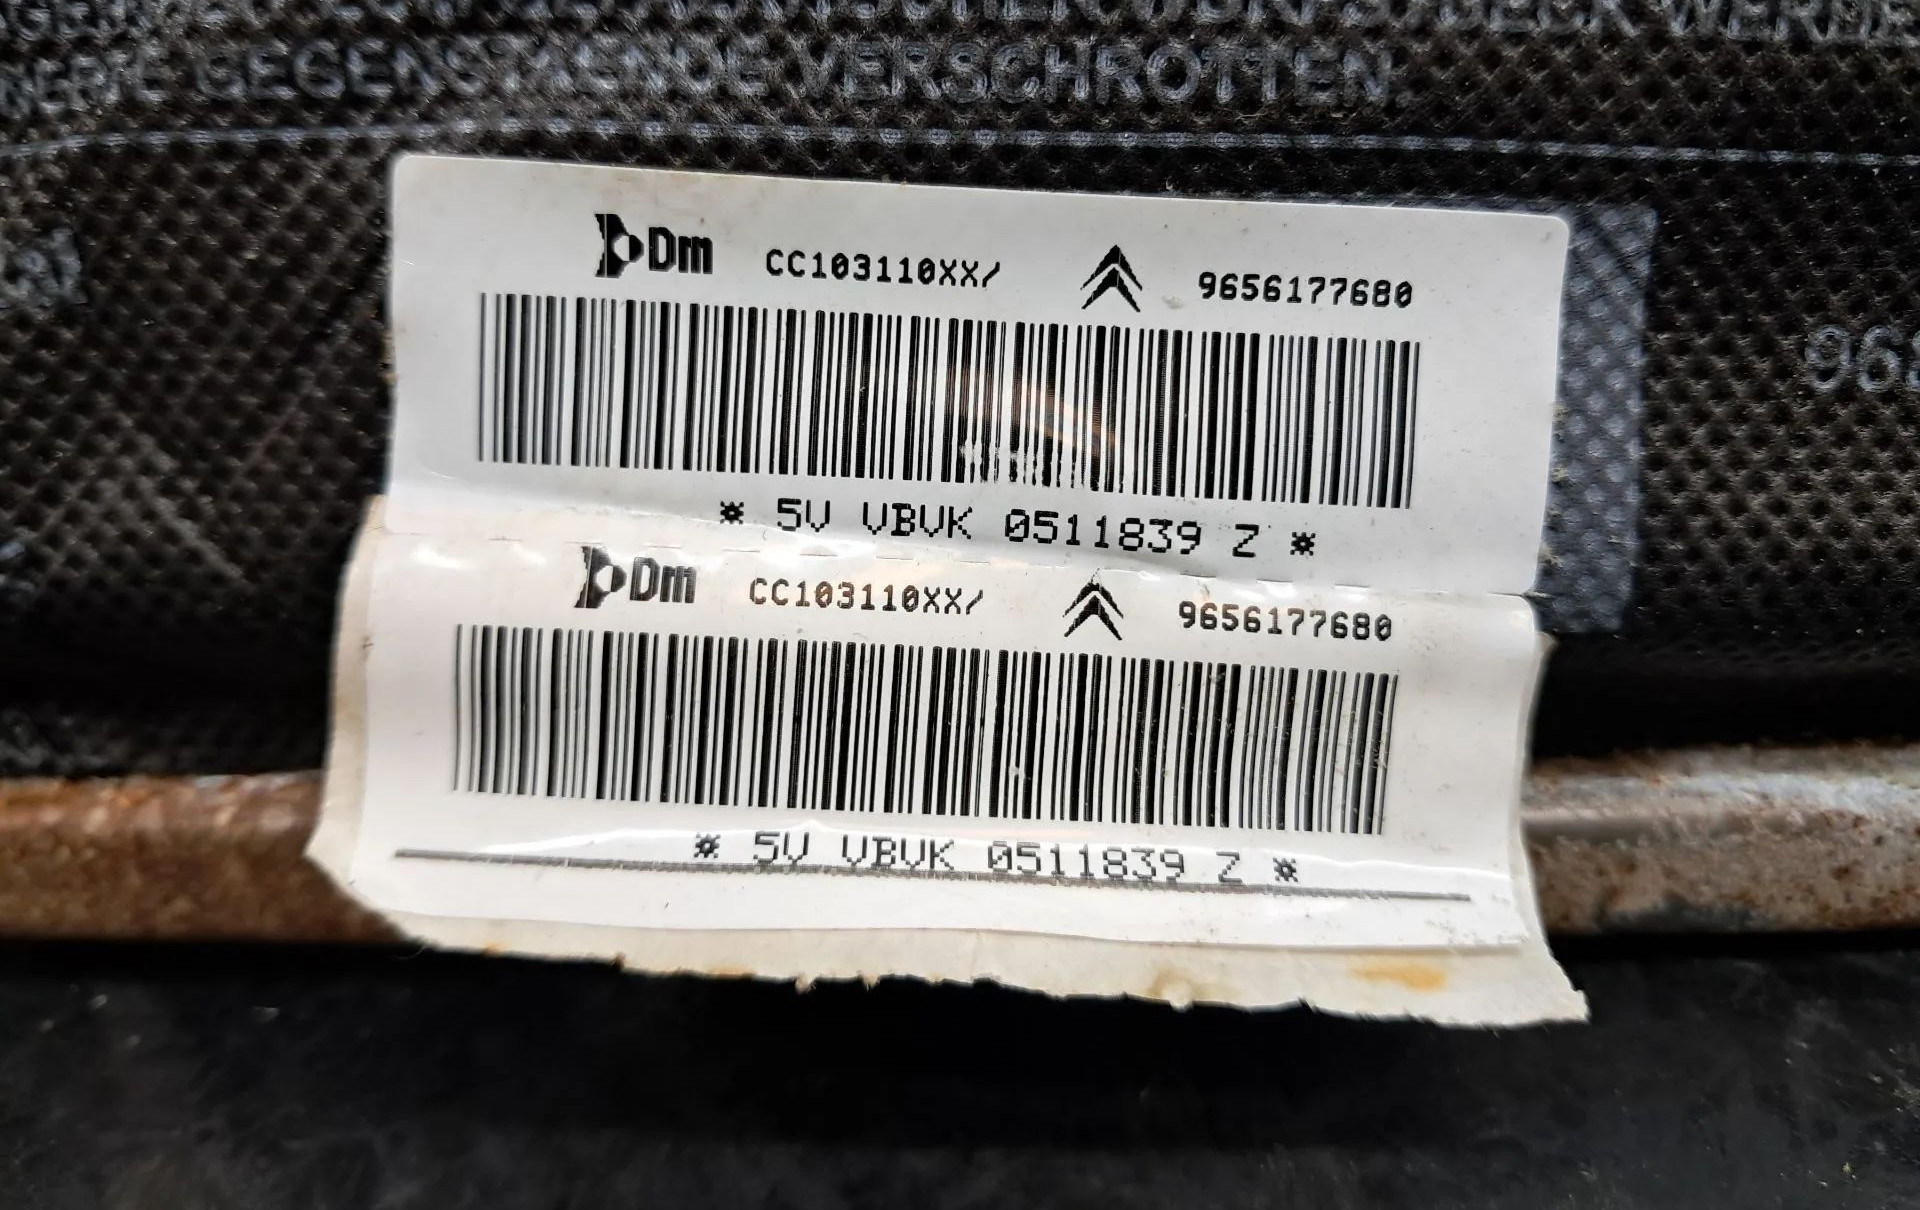 GEGENSTAENDE VERSCHROTTEN.
Dm CC103110XX/ 9656177680
* 5V VBVK 0511839 Z *
Dm CC103110XX/ 9656177680
* 5V VBVK 0511839 Z *